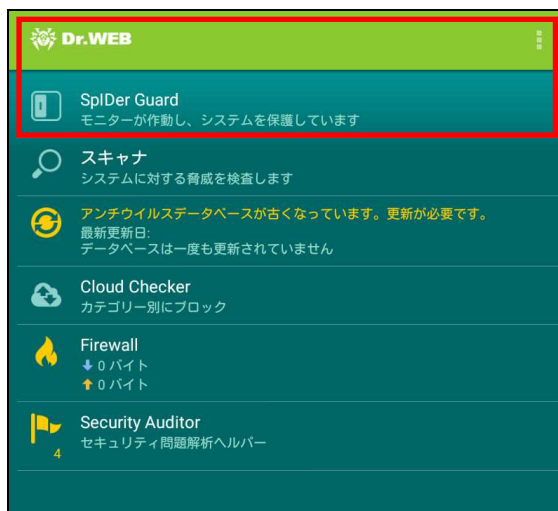 Dr.WEB
SpIDer Guard
モニターが作動し、システムを保護しています
スキャナ
システムに対する脅威を検査します
アンチウイルスデータベースが古くなっています。更新が必要です。
最新更新日:
データベースは一度も更新されていません
Cloud Checker
カテゴリー別にブロック
Firewall
0 バイト
0 バイト
Security Auditor
セキュリティ問題解析ヘルパー
4